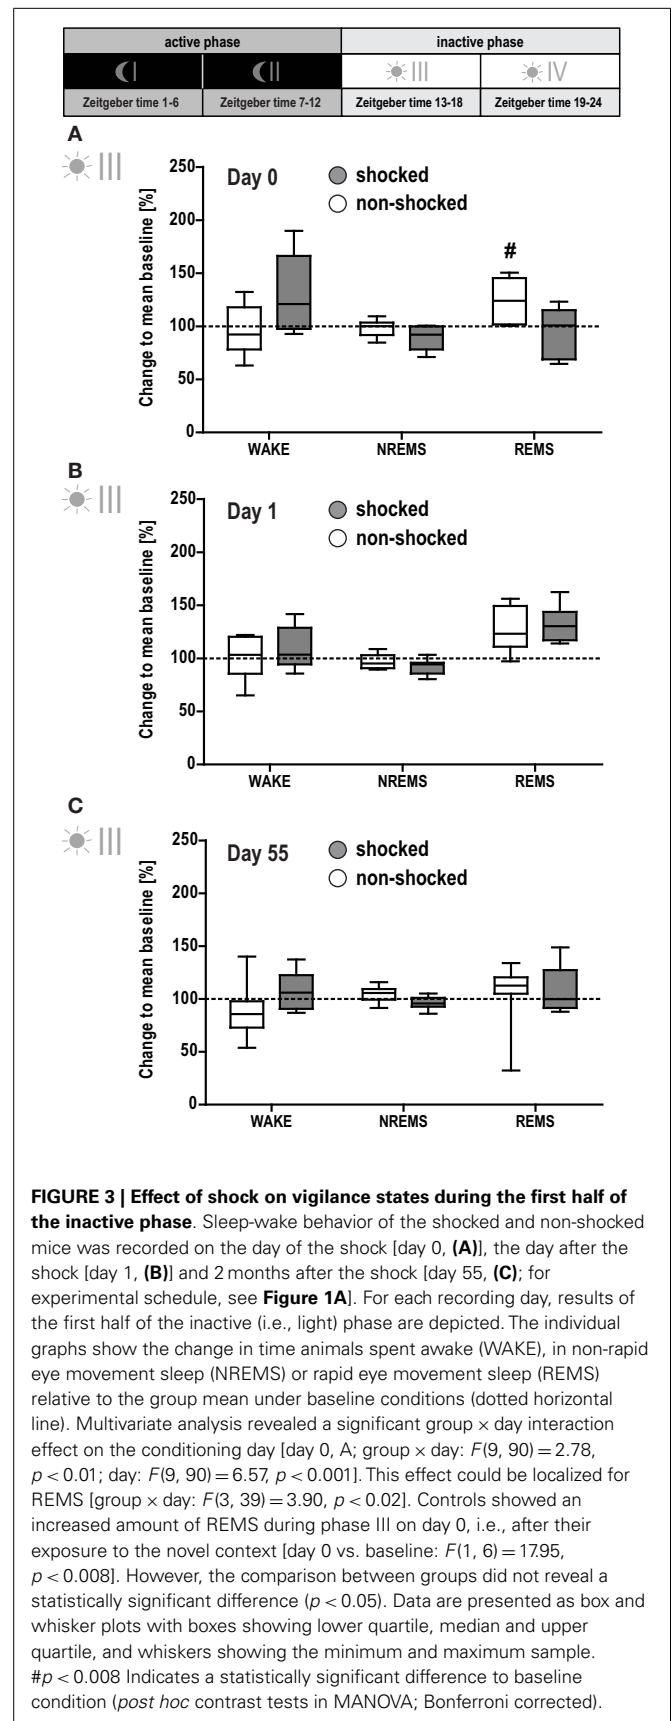 active phase inactive phase
I II III IV
Zeitgeber time 1-6 Zeitgeber time 7-12 Zeitgeber time 13-18 Zeitgeber time 19-24
A
III
Day 0
shocked
non-shocked
#
Change to mean baseline [%]
250
200
150
100
50
0
WAKE NREMS REMS
B
III
Day 1
shocked
non-shocked
Change to mean baseline [%]
250
200
150
100
50
0
WAKE NREMS REMS
C
III
Day 55
shocked
non-shocked
Change to mean baseline [%]
250
200
150
100
50
0
WAKE NREMS REMS
FIGURE 3 | Effect of shock on vigilance states during the first half of
the inactive phase. Sleep-wake behavior of the shocked and non-shocked
mice was recorded on the day of the shock [day 0, (A)], the day after the
shock [day 1, (B)] and 2 months after the shock [day 55, (C); for
experimental schedule, see Figure 1A]. For each recording day, results of
the first half of the inactive (i.e., light) phase are depicted. The individual
graphs show the change in time animals spent awake (WAKE), in non-rapid
eye movement sleep (NREMS) or rapid eye movement sleep (REMS)
relative to the group mean under baseline conditions (dotted horizontal
line). Multivariate analysis revealed a significant group × day interaction
effect on the conditioning day [day 0, A; group × day: F(9, 90) = 2.78,
p < 0.01; day: F(9, 90) = 6.57, p < 0.001]. This effect could be localized for
REMS [group × day: F(3, 39) = 3.90, p < 0.02]. Controls showed an
increased amount of REMS during phase III on day 0, i.e., after their
exposure to the novel context [day 0 vs. baseline: F(1, 6) = 17.95,
p < 0.008]. However, the comparison between groups did not reveal a
statistically significant difference (p < 0.05). Data are presented as box and
whisker plots with boxes showing lower quartile, median and upper
quartile, and whiskers showing the minimum and maximum sample.
#p < 0.008 Indicates a statistically significant difference to baseline
condition (post hoc contrast tests in MANOVA; Bonferroni corrected).